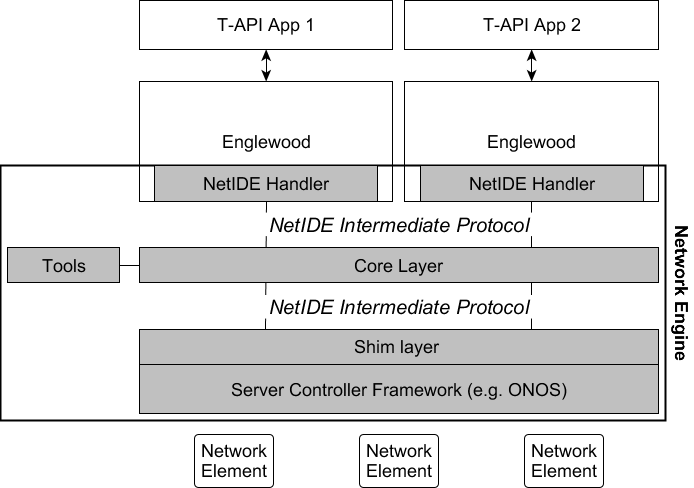 T-API App 1
T-API App 2
Englewood
Englewood
NetIDE Handler
NetIDE Handler
NetIDE Intermediate Protocol
Tools
Core Layer
NetIDE Intermediate Protocol
Network Engine
Shim layer
Server Controller Framework (e.g. ONOS)
Network
Element
Network
Element
Network
Element